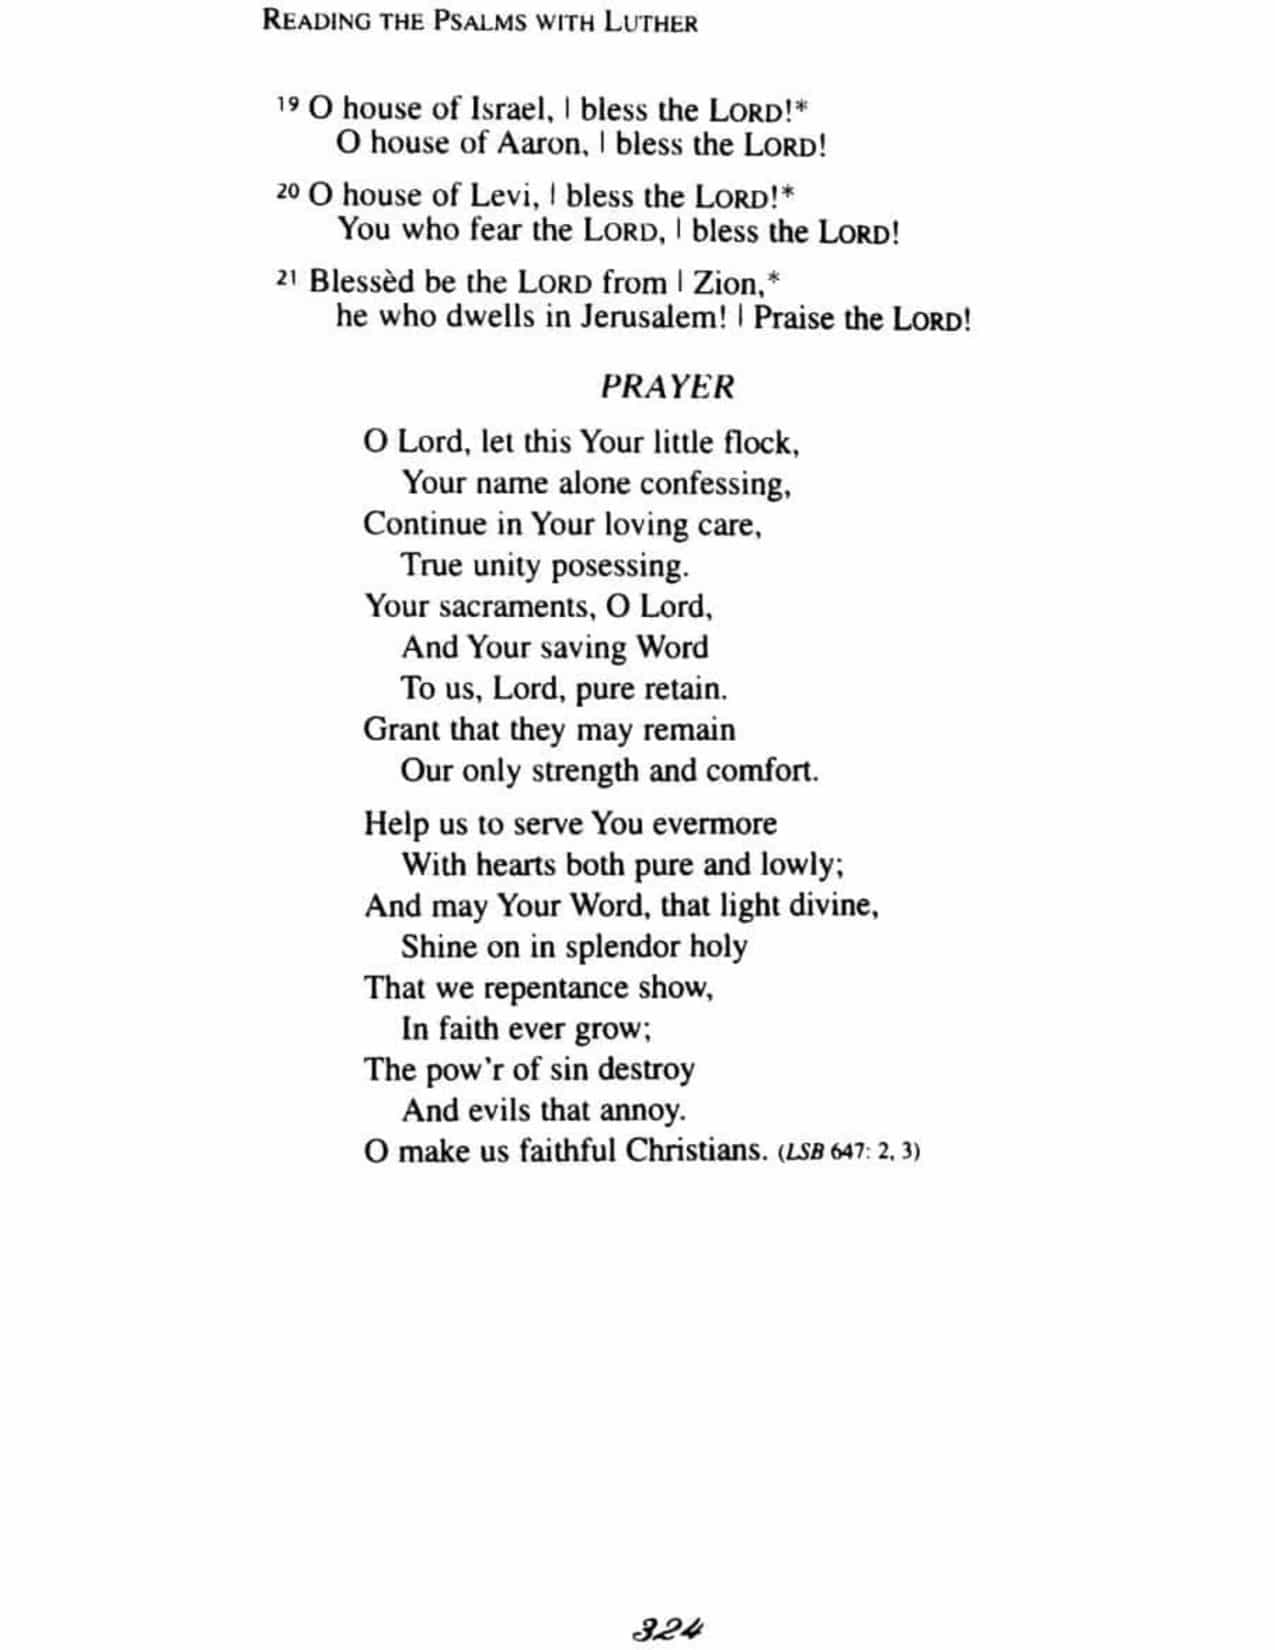 READING THE PSALMS WITH LUTHER
19 O house of Israel, | bless the LORD!*
O house of Aaron, | bless the LORD!
20 O house of Levi, | bless the LORD!*
You who fear the LORD, | bless the LORD!
21 Blessèd be the LORD from | Zion,*
he who dwells in Jerusalem! | Praise the LORD!
PRAYER
O Lord, let this Your little flock,
Your name alone confessing,
Continue in Your loving care,
True unity posessing.
Your sacraments, O Lord,
And Your saving Word
To us, Lord, pure retain.
Grant that they may remain
Our only strength and comfort.
Help us to serve You evermore
With hearts both pure and lowly;
And may Your Word, that light divine,
Shine on in splendor holy
That we repentance show,
In faith ever grow;
The pow'r of sin destroy
And evils that annoy.
O make us faithful Christians. (LSB 647: 2, 3)
324